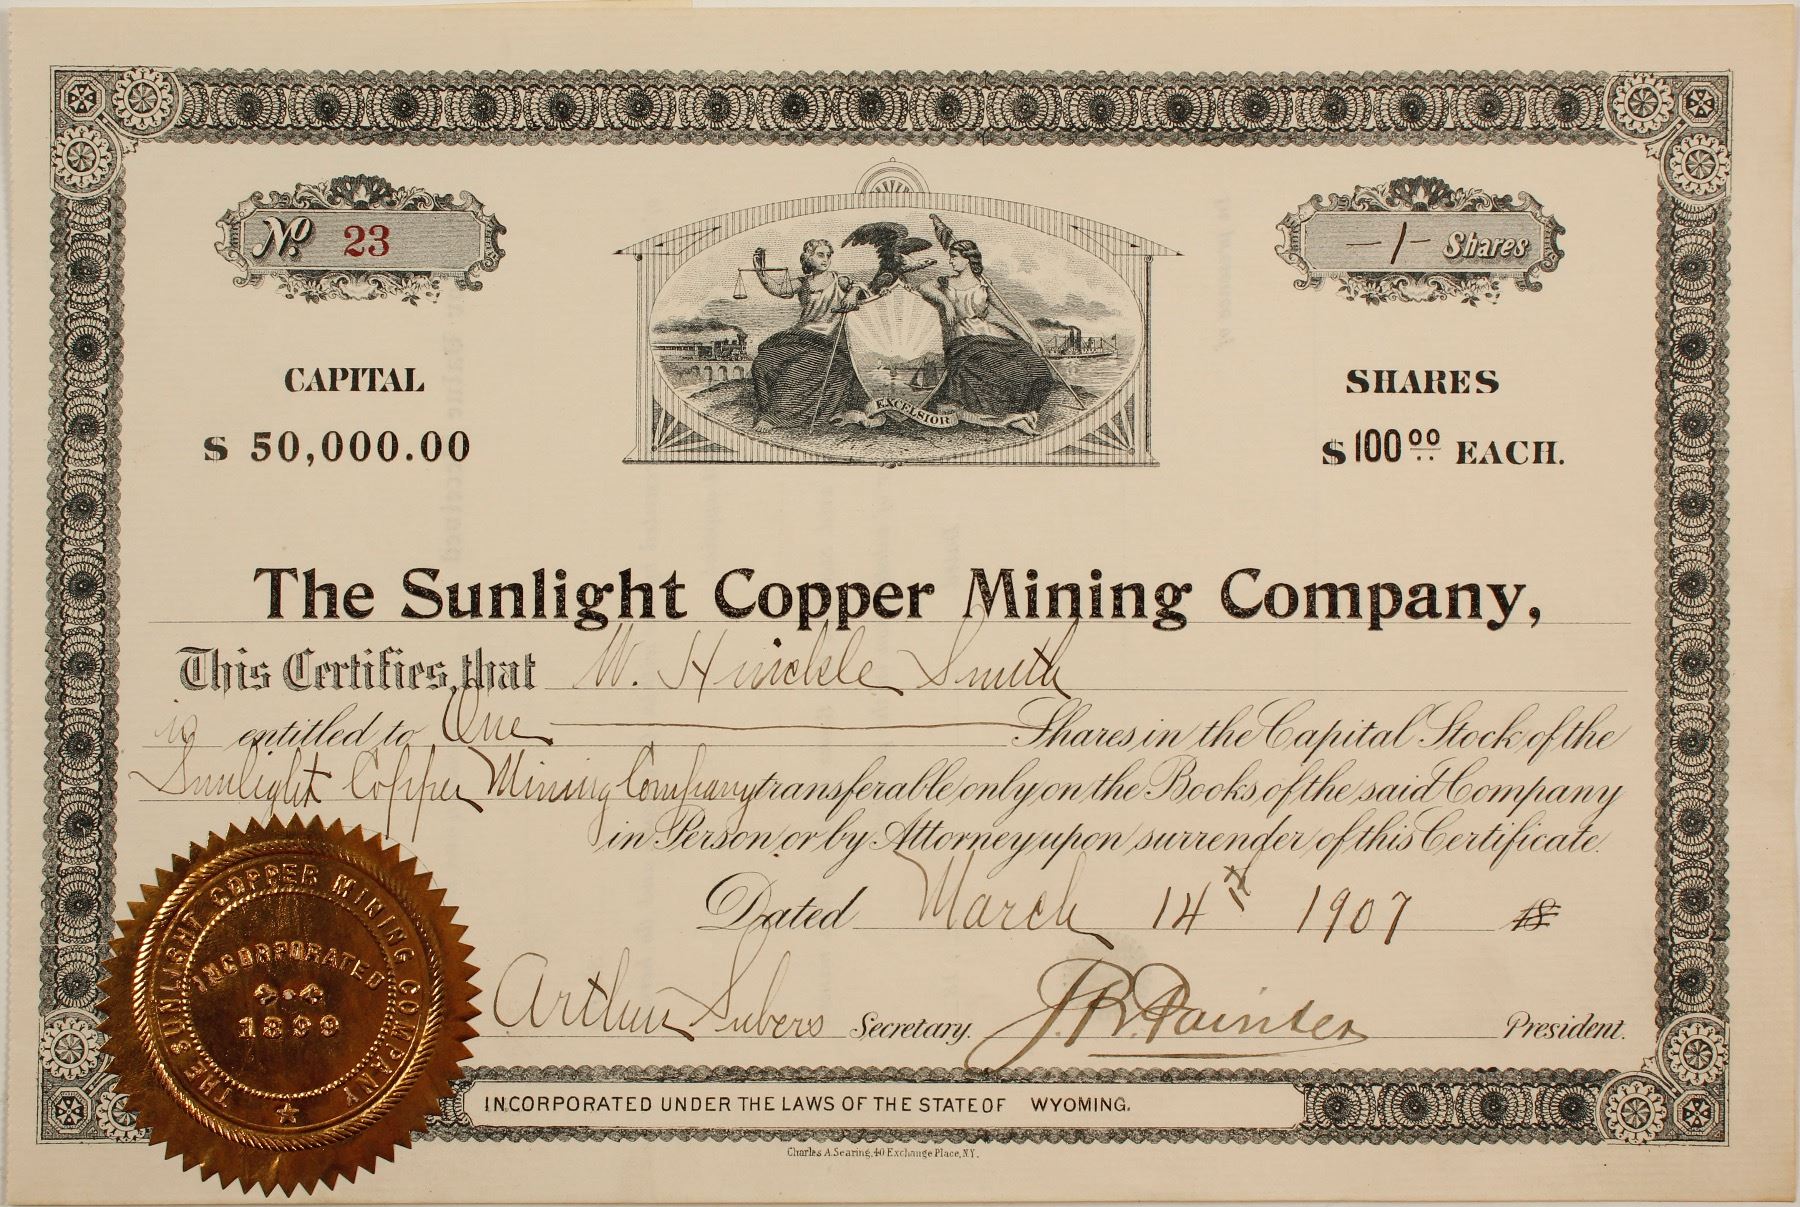 No. 23
-1- Shares
EXCELSIOR
CAPITAL
$ 50,000.00
SHARES
$ 100 00 EACH.
The Sunlight Copper Mining Company,
This Certifies, that W. Hinckle Smith
is entitled to One Shares in the Capital Stock of the
Sunlight Copper Mining Company transferable only on the Books of the said Company
in Person or by Attorney upon surrender of this Certificate.
Dated March 14th 1907 18
Arthur Subers Secretary. J. R. Painter President.
THE SUNLIGHT COPPER MINING COMPANY
INCORPORATED
1899
INCORPORATED UNDER THE LAWS OF THE STATE OF WYOMING.
Charles A. Searing, 40 Exchange Place, N.Y.